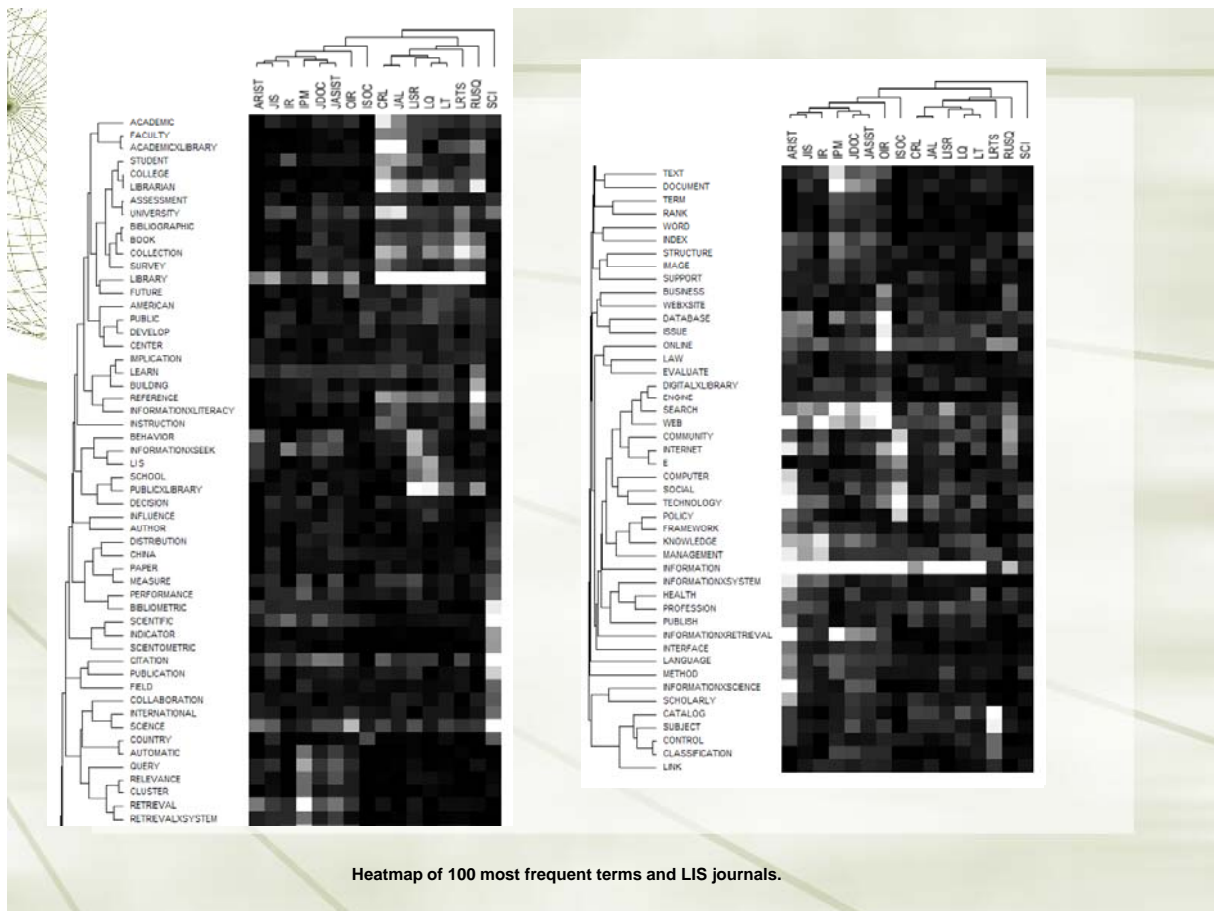 ARIST JIS IR IPM JDOC JASIST OIR ISOC CRL JAL LISR LQ LT LRTS RUSQ SCI
ACADEMIC
FACULTY
ACADEMICXLIBRARY
STUDENT
COLLEGE
LIBRARIAN
ASSESSMENT
UNIVERSITY
BIBLIOGRAPHIC
BOOK
COLLECTION
SURVEY
LIBRARY
FUTURE
AMERICAN
PUBLIC
DEVELOP
CENTER
IMPLICATION
LEARN
BUILDING
REFERENCE
INFORMATIONXLITERACY
INSTRUCTION
BEHAVIOR
INFORMATIONXSEEK
LIS
SCHOOL
PUBLICXLIBRARY
DECISION
INFLUENCE
AUTHOR
DISTRIBUTION
CHINA
PAPER
MEASURE
PERFORMANCE
BIBLIOMETRIC
SCIENTIFIC
INDICATOR
SCIENTOMETRIC
CITATION
PUBLICATION
FIELD
COLLABORATION
INTERNATIONAL
SCIENCE
COUNTRY
AUTOMATIC
QUERY
RELEVANCE
CLUSTER
RETRIEVAL
RETRIEVALXSYSTEM
ARIST JIS IR IPM JDOC JASIST OIR ISOC CRL JAL LISR LQ LT LRTS RUSQ SCI
TEXT
DOCUMENT
TERM
RANK
WORD
INDEX
STRUCTURE
IMAGE
SUPPORT
BUSINESS
WEBXSITE
DATABASE
ISSUE
ONLINE
LAW
EVALUATE
DIGITALXLIBRARY
ENGINE
SEARCH
WEB
COMMUNITY
INTERNET
E
COMPUTER
SOCIAL
TECHNOLOGY
POLICY
FRAMEWORK
KNOWLEDGE
MANAGEMENT
INFORMATION
INFORMATIONXSYSTEM
HEALTH
PROFESSION
PUBLISH
INFORMATIONXRETRIEVAL
INTERFACE
LANGUAGE
METHOD
INFORMATIONXSCIENCE
SCHOLARLY
CATALOG
SUBJECT
CONTROL
CLASSIFICATION
LINK
Heatmap of 100 most frequent terms and LIS journals.